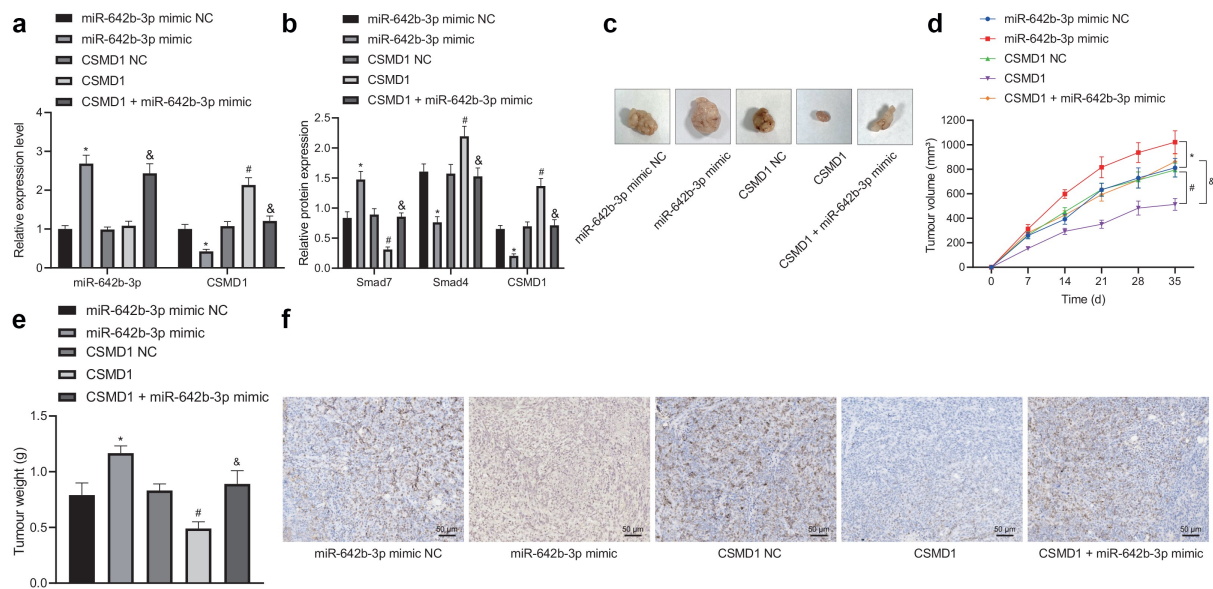 a
miR-642b-3p mimic NC
miR-642b-3p mimic
CSMD1 NC
CSMD1
CSMD1 + miR-642b-3p mimic
Relative expression level
4
3
2
1
0
*
&
*
#
&
miR-642b-3p
CSMD1
b
miR-642b-3p mimic NC
miR-642b-3p mimic
CSMD1 NC
CSMD1
CSMD1 + miR-642b-3p mimic
Relative protein expression
2.5
2.0
1.5
1.0
0.5
0.0
*
#
&
*
#
&
*
#
&
Smad7
Smad4
CSMD1
c
miR-642b-3p mimic NC
miR-642b-3p mimic
CSMD1 NC
CSMD1
CSMD1 + miR-642b-3p mimic
d
miR-642b-3p mimic NC
miR-642b-3p mimic
CSMD1 NC
CSMD1
CSMD1 + miR-642b-3p mimic
Tumour volume (mm³)
1200
1000
800
600
400
200
0
0 7 14 21 28 35
Time (d)
*
#
&
e
miR-642b-3p mimic NC
miR-642b-3p mimic
CSMD1 NC
CSMD1
CSMD1 + miR-642b-3p mimic
Tumour weight (g)
1.5
1.0
0.5
0.0
*
#
&
f
50 μm
50 μm
50 μm
50 μm
50 μm
miR-642b-3p mimic NC
miR-642b-3p mimic
CSMD1 NC
CSMD1
CSMD1 + miR-642b-3p mimic